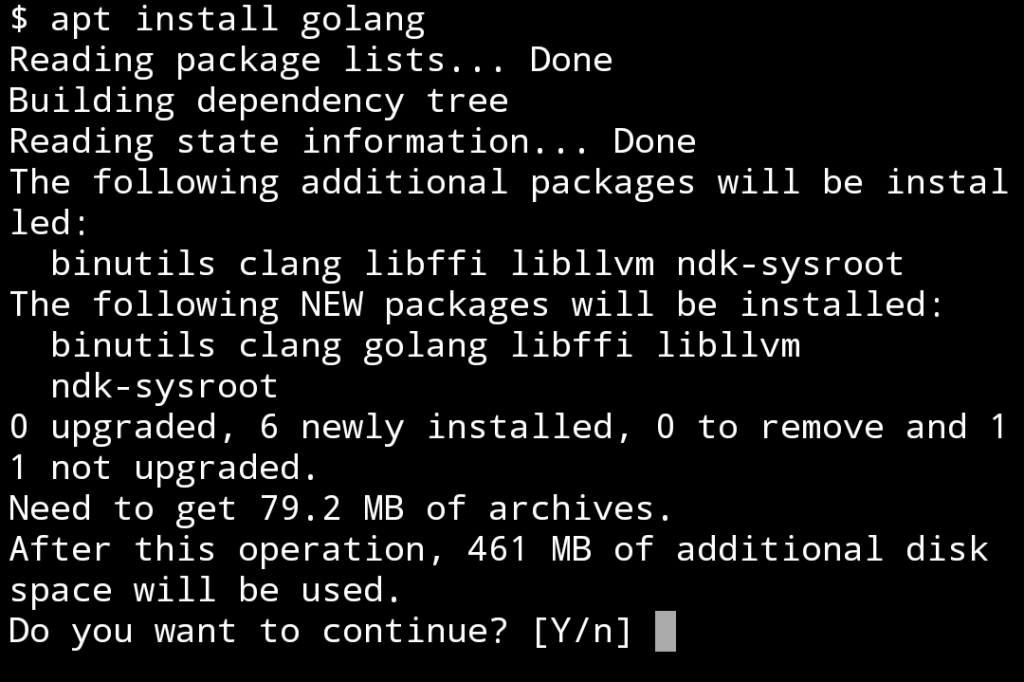 $ apt install golang
Reading package lists... Done
Building dependency tree
Reading state information... Done
The following additional packages will be instal
led:
  binutils clang libffi libllvm ndk-sysroot
The following NEW packages will be installed:
  binutils clang golang libffi libllvm
  ndk-sysroot
0 upgraded, 6 newly installed, 0 to remove and 1
1 not upgraded.
Need to get 79.2 MB of archives.
After this operation, 461 MB of additional disk
space will be used.
Do you want to continue? [Y/n]